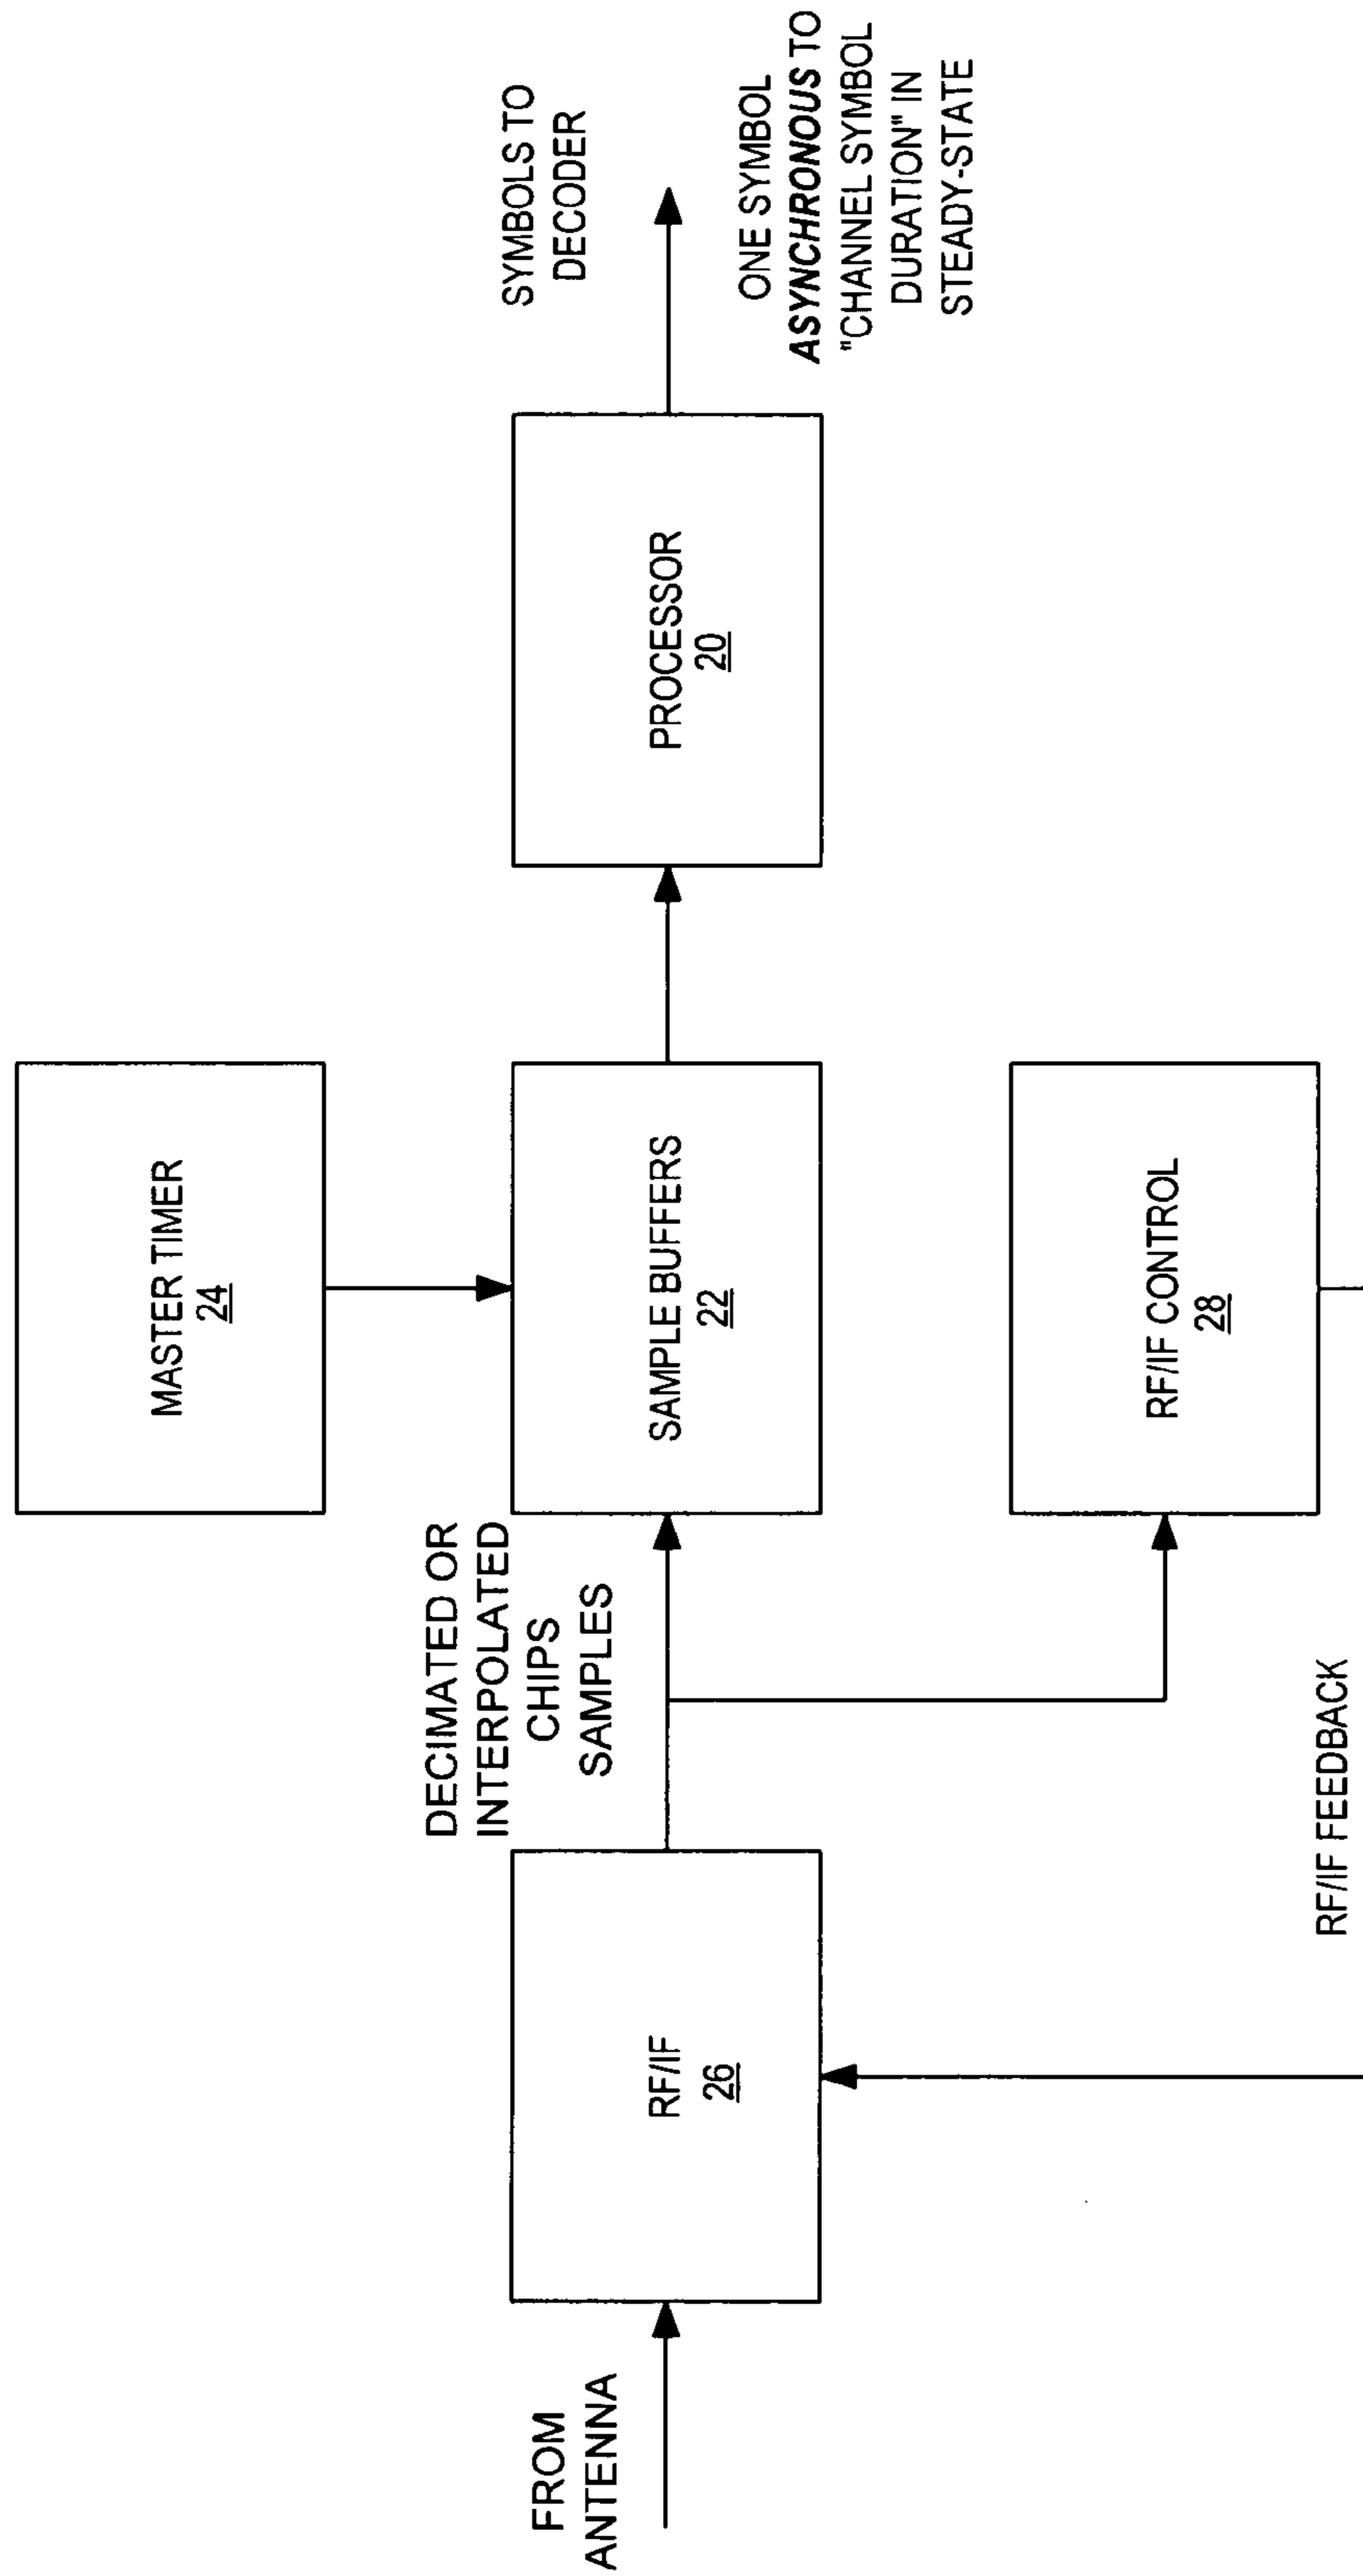 FROM
ANTENNA
RF/IF
26
DECIMATED OR
INTERPOLATED
CHIPS
SAMPLES
MASTER TIMER
24
SAMPLE BUFFERS
22
RF/IF CONTROL
28
RF/IF FEEDBACK
PROCESSOR
20
SYMBOLS TO
DECODER
ONE SYMBOL
ASYNCHRONOUS TO
"CHANNEL SYMBOL
DURATION" IN
STEADY-STATE